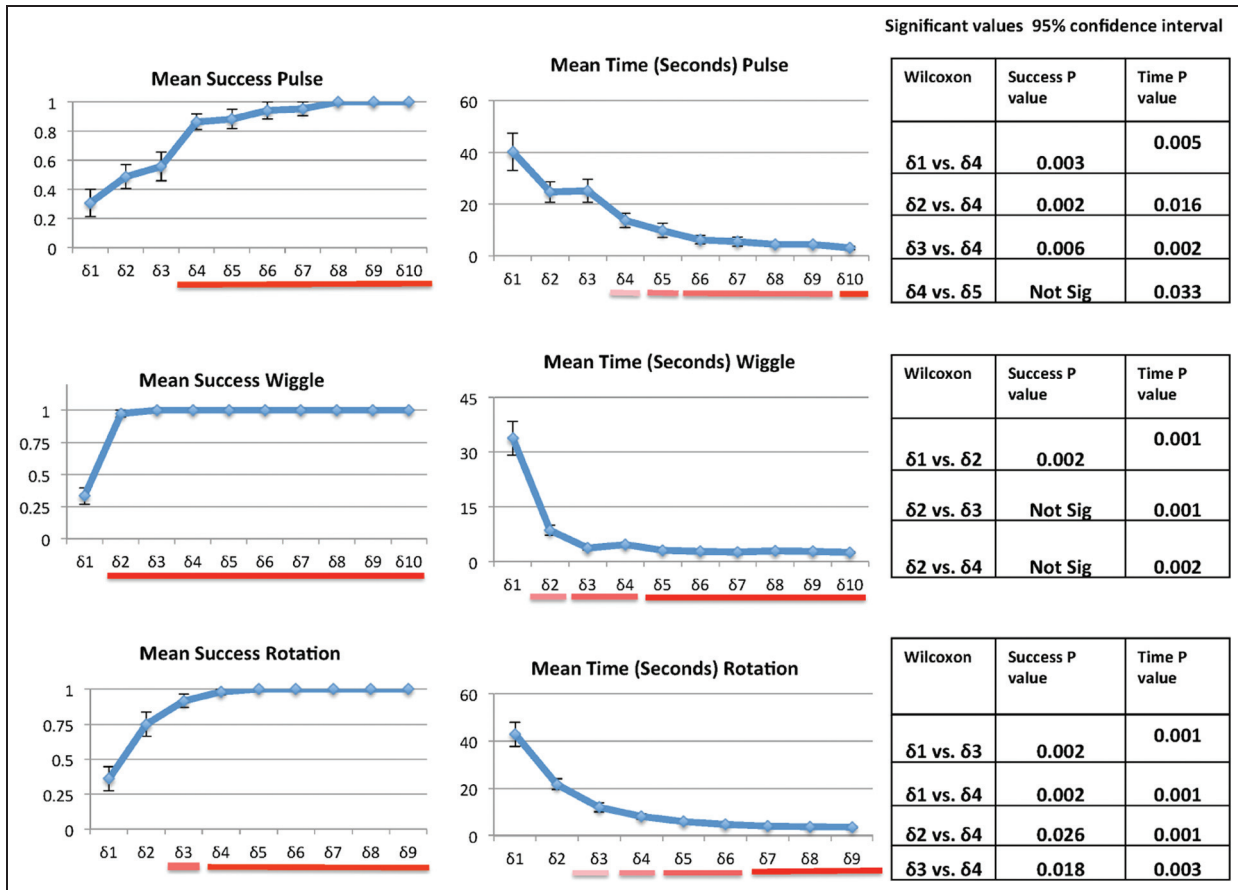 Significant values 95% confidence interval
Mean Success Pulse
1
0.8
0.6
0.4
0.2
0
δ1 δ2 δ3 δ4 δ5 δ6 δ7 δ8 δ9 δ10
Mean Time (Seconds) Pulse
60
40
20
0
δ1 δ2 δ3 δ4 δ5 δ6 δ7 δ8 δ9 δ10
Wilcoxon Success P value Time P value
δ1 vs. δ4 0.003 0.005
δ2 vs. δ4 0.002 0.016
δ3 vs. δ4 0.006 0.002
δ4 vs. δ5 Not Sig 0.033
Mean Success Wiggle
1
0.75
0.5
0.25
0
δ1 δ2 δ3 δ4 δ5 δ6 δ7 δ8 δ9 δ10
Mean Time (Seconds) Wiggle
45
30
15
0
δ1 δ2 δ3 δ4 δ5 δ6 δ7 δ8 δ9 δ10
Wilcoxon Success P value Time P value
δ1 vs. δ2 0.002 0.001
δ2 vs. δ3 Not Sig 0.001
δ2 vs. δ4 Not Sig 0.002
Mean Success Rotation
1
0.75
0.5
0.25
0
δ1 δ2 δ3 δ4 δ5 δ6 δ7 δ8 δ9
Mean Time (Seconds) Rotation
60
40
20
0
δ1 δ2 δ3 δ4 δ5 δ6 δ7 δ8 δ9
Wilcoxon Success P value Time P value
δ1 vs. δ3 0.002 0.001
δ1 vs. δ4 0.002 0.001
δ2 vs. δ4 0.026 0.001
δ3 vs. δ4 0.018 0.003